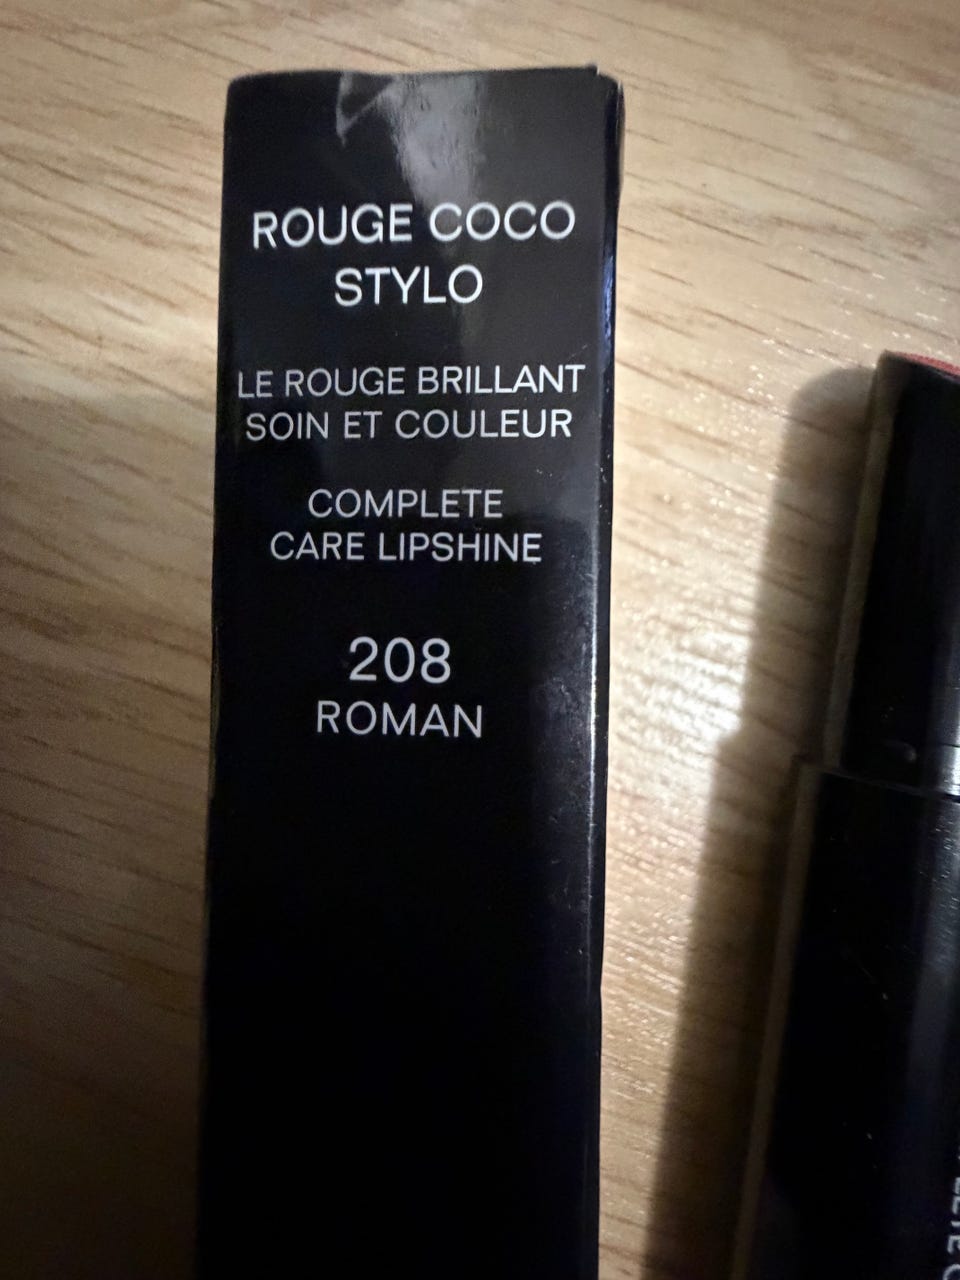 ROUGE COCO
STYLO
LE ROUGE BRILLANT
SOIN ET COULEUR
COMPLETE
CARE LIPSHINE
208
ROMAN